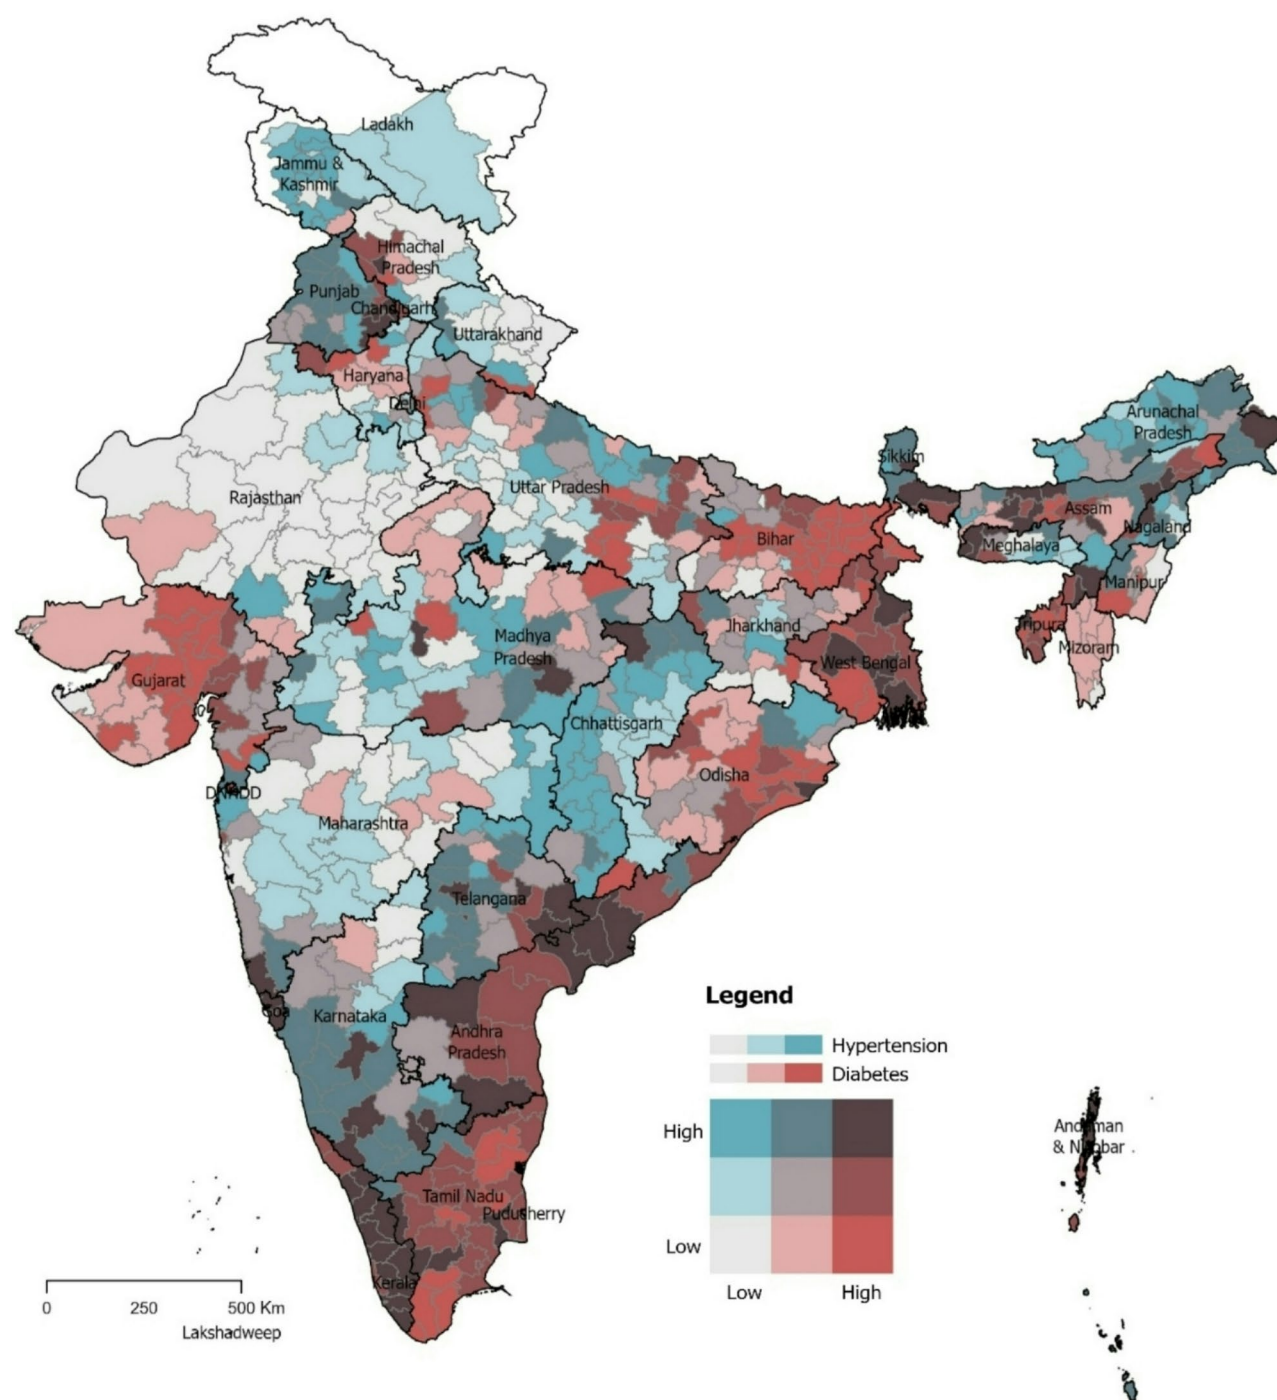 Ladakh
Jammu &
Kashmir
Himachal
Pradesh
Punjab
Chandigarh
Uttarakhand
Haryana
Delhi
Arunachal
Pradesh
Sikkim
Rajasthan
Uttar Pradesh
Assam
Nagaland
Bihar
Meghalaya
Manipur
Jharkhand
Tripura
Madhya
Pradesh
Mizoram
West Bengal
Gujarat
Chhattisgarh
Odisha
DNHDD
Maharashtra
Telangana
Goa
Karnataka
Andhra
Pradesh
Legend
Hypertension
Diabetes
High
Low
Low
High
Andaman
& Nicobar
Tamil Nadu
Pudusherry
Kerala
0 250 500 Km
Lakshadweep